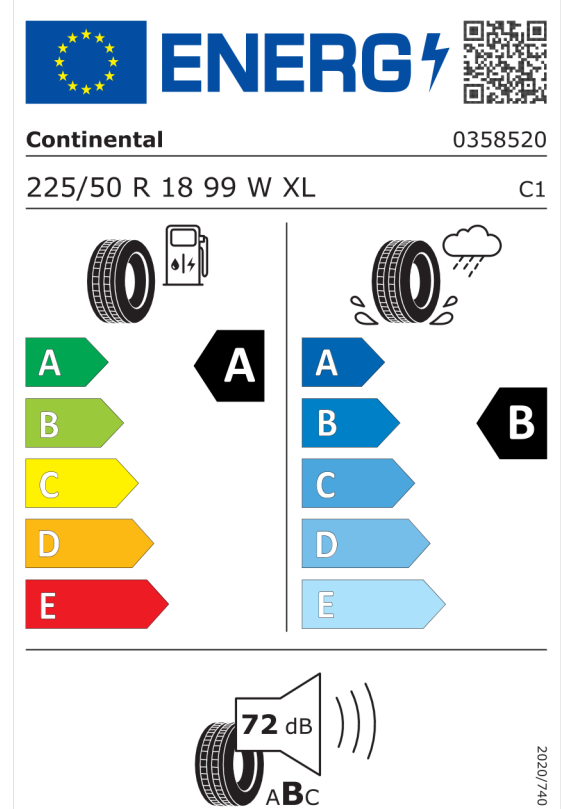 ENERG
Continental 0358520
225/50 R 18 99 W XL C1
A A A
B B B
C C
D D
E E
72 dB
ABC
2020/740